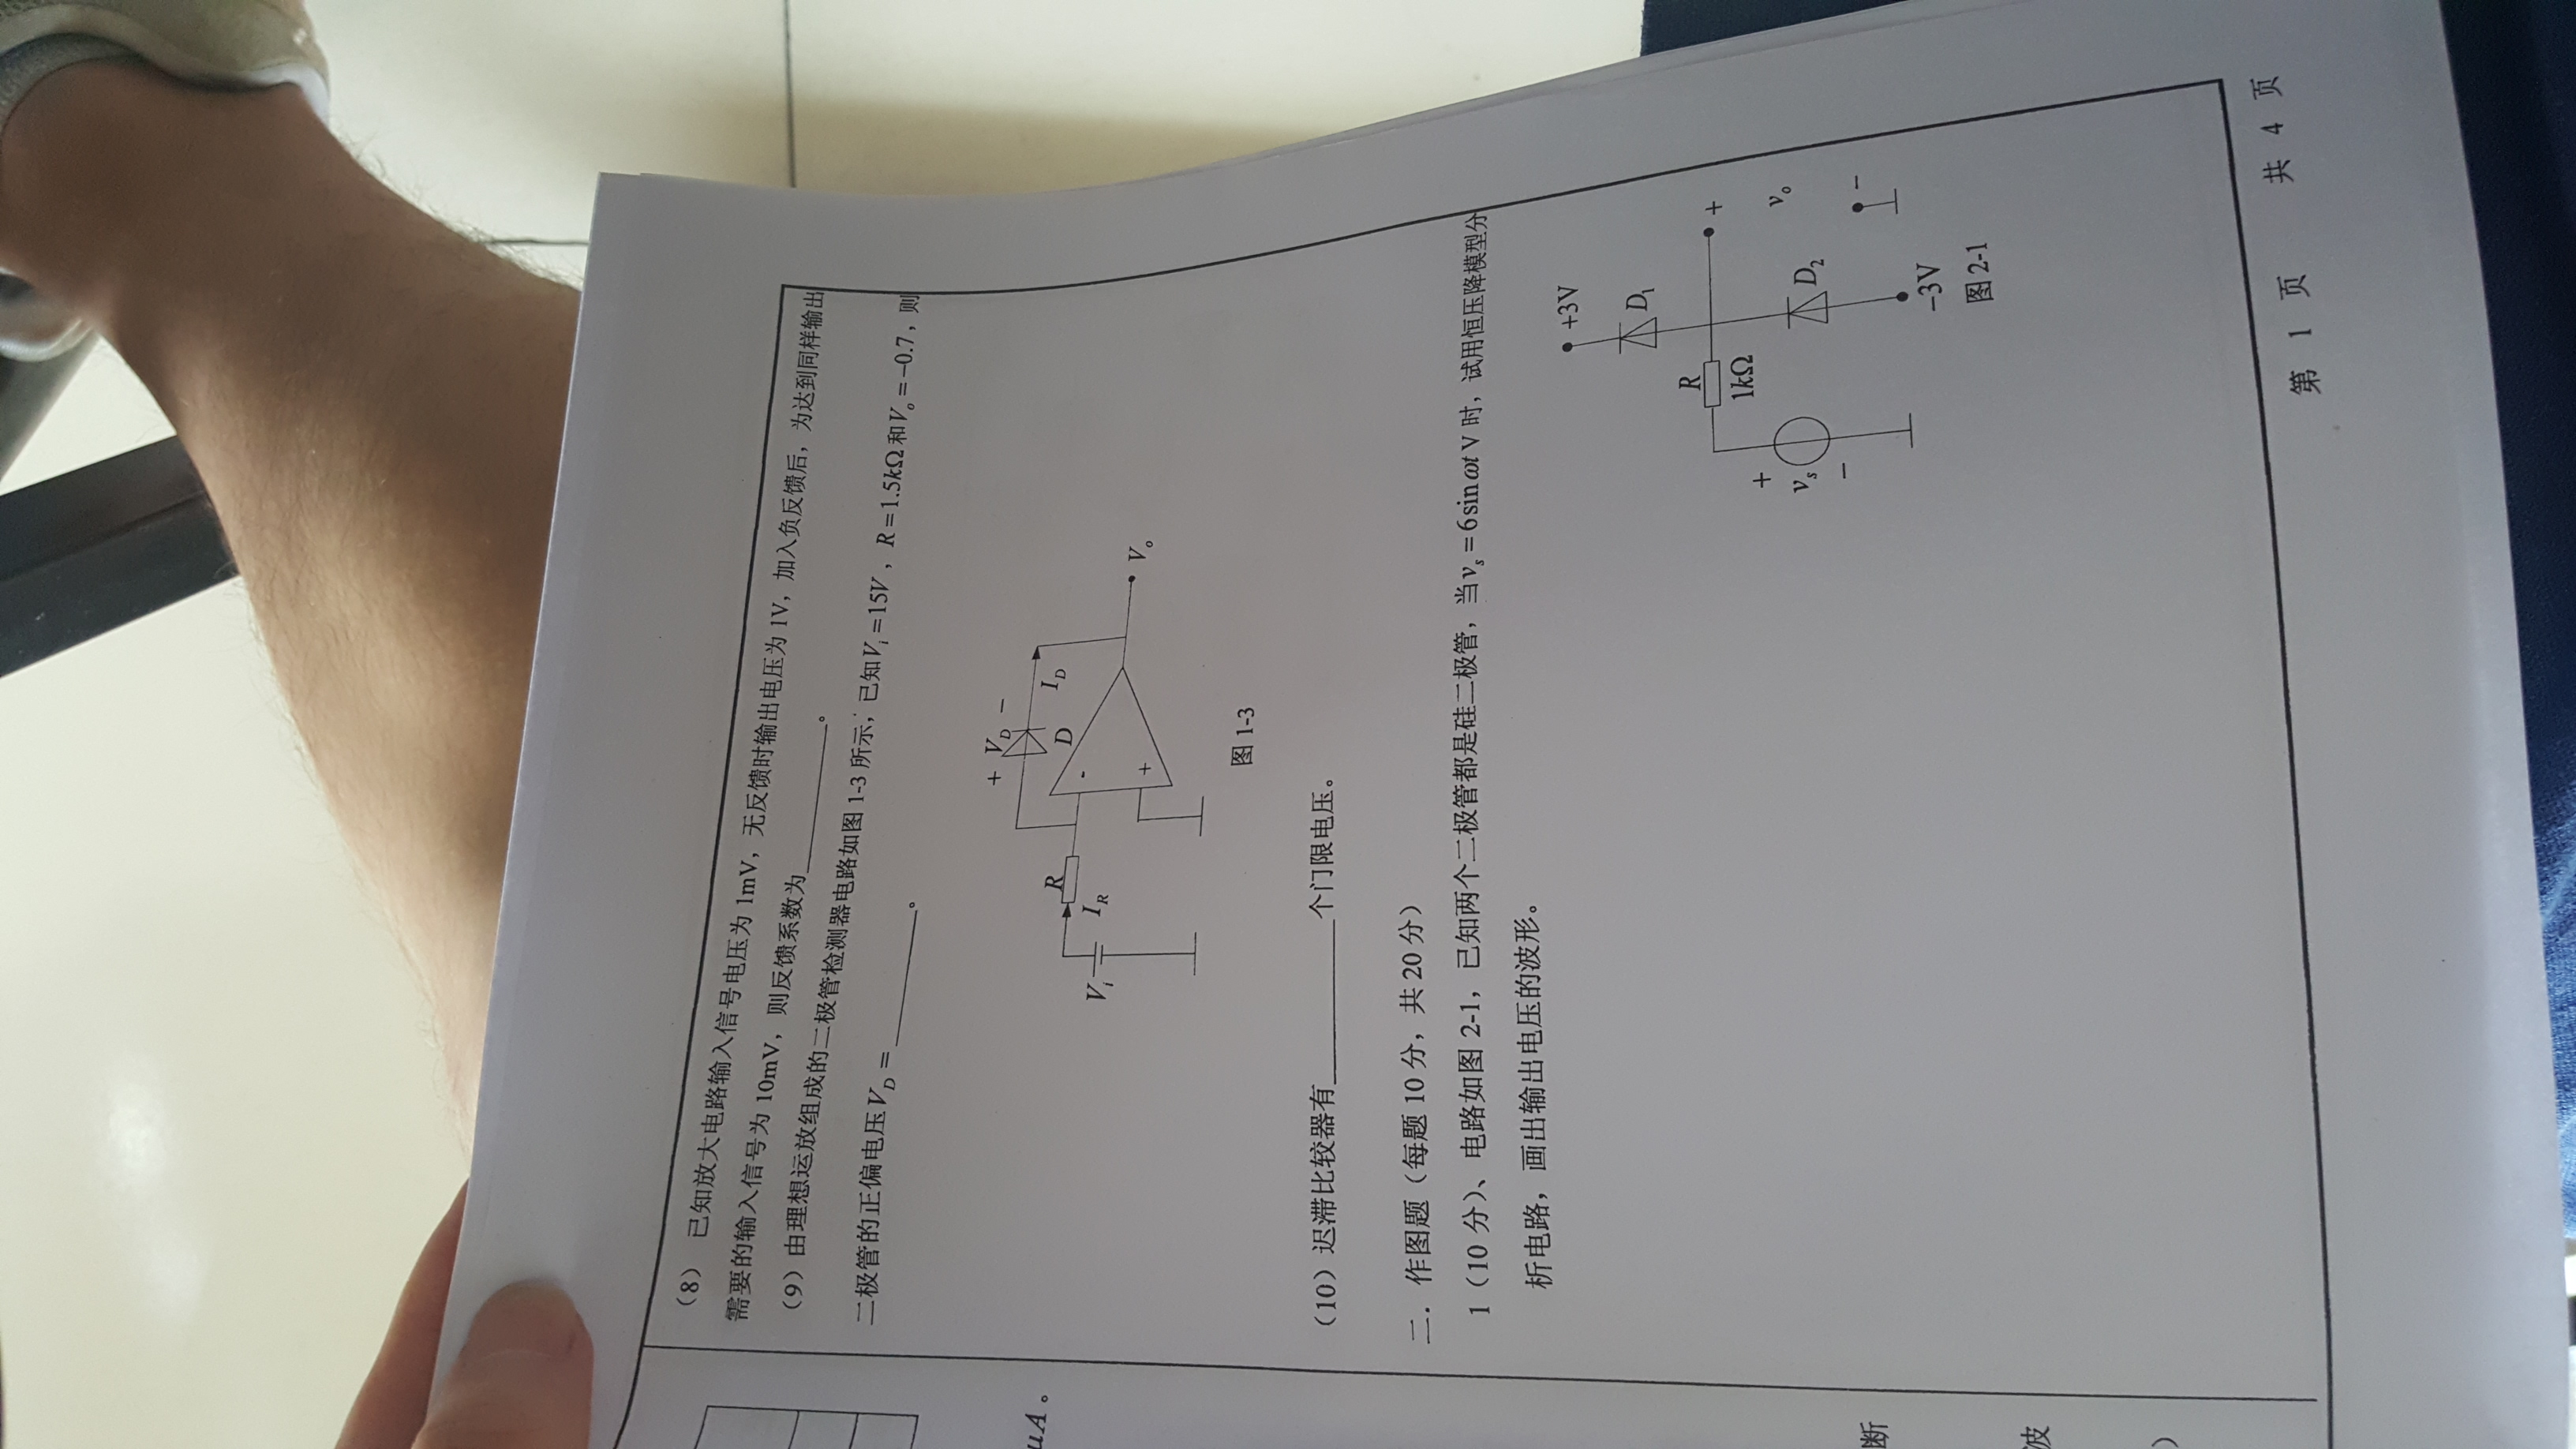 (8) 已知放大电路输入信号电压为 1mV，无反馈时输出电压为 1V，加入负反馈后，为达到同样输出
需要的输入信号为 10mV，则反馈系数为__________。
(9) 由理想运放组成的二极管检测器电路如图 1-3 所示，已知 V_i =15V ，R=1.5kΩ 和 V_o =-0.7，则
二极管的正偏电压 V_D =__________。
μA 。
+ V_D -
D
I_D
R
I_R
V_i
-
+
V_o
图 1-3
(10) 迟滞比较器有__________个门限电压。
二．作图题（每题 10 分，共 20 分）
1（10 分）、电路如图 2-1，已知两个二极管都是硅二极管，当 v_s = 6sin ωt V 时，试用恒压降模型分
析电路，画出输出电压的波形。
+3V
D_1
R
1kΩ
+
+
v_s
-
v_o
D_2
-
-3V
图 2-1
断
波
)
第 1 页 共 4 页